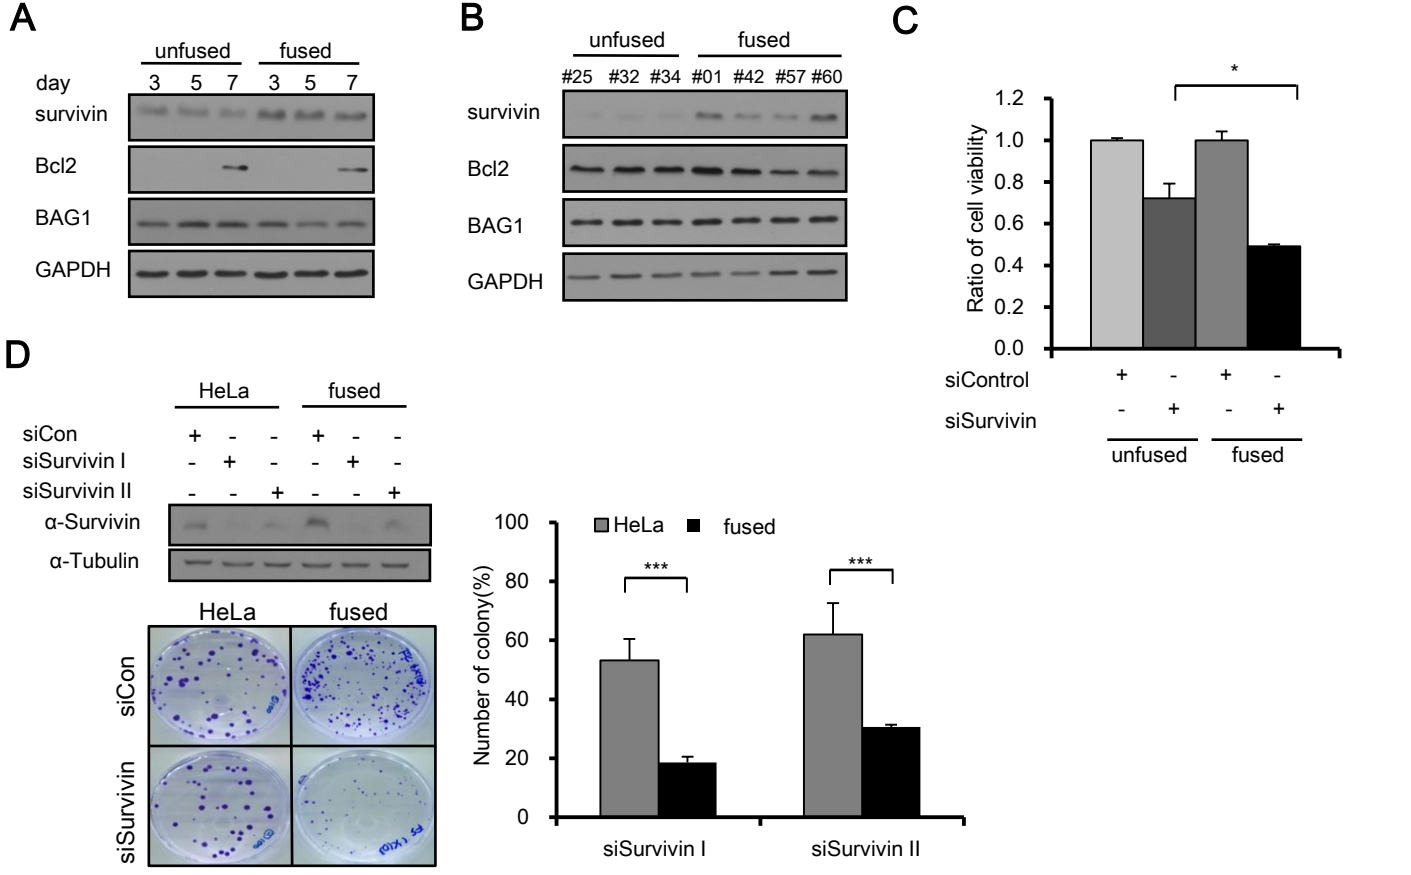 A
unfused fused
day 3 5 7 3 5 7
survivin
Bcl2
BAG1
GAPDH
B
unfused fused
#25 #32 #34 #01 #42 #57 #60
survivin
Bcl2
BAG1
GAPDH
C
*
1.2
1.0
0.8
0.6
0.4
0.2
0.0
Ratio of cell viability
siControl + - + -
siSurvivin - + - +
unfused fused
D
HeLa fused
siCon + - - + - -
siSurvivin I - + - - + -
siSurvivin II - - + - - +
α-Survivin
α-Tubulin
HeLa fused
siCon
siSurvivin
100
80
60
40
20
0
Number of colony(%)
HeLa fused
*** ***
siSurvivin I siSurvivin II